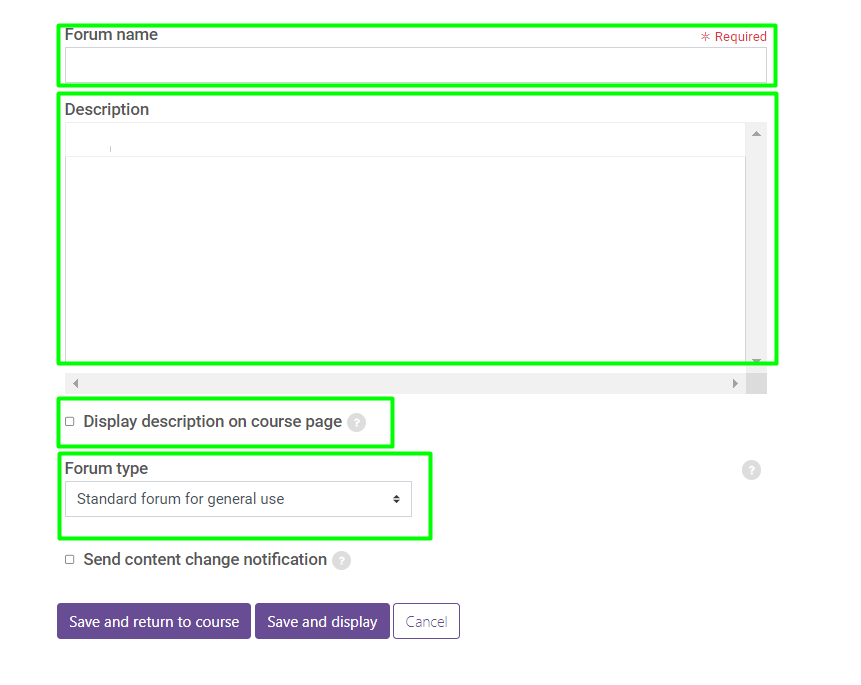 Forum name
✳ Required
Description
Display description on course page ?
Forum type
?
Standard forum for general use
Send content change notification ?
Save and return to course
Save and display
Cancel